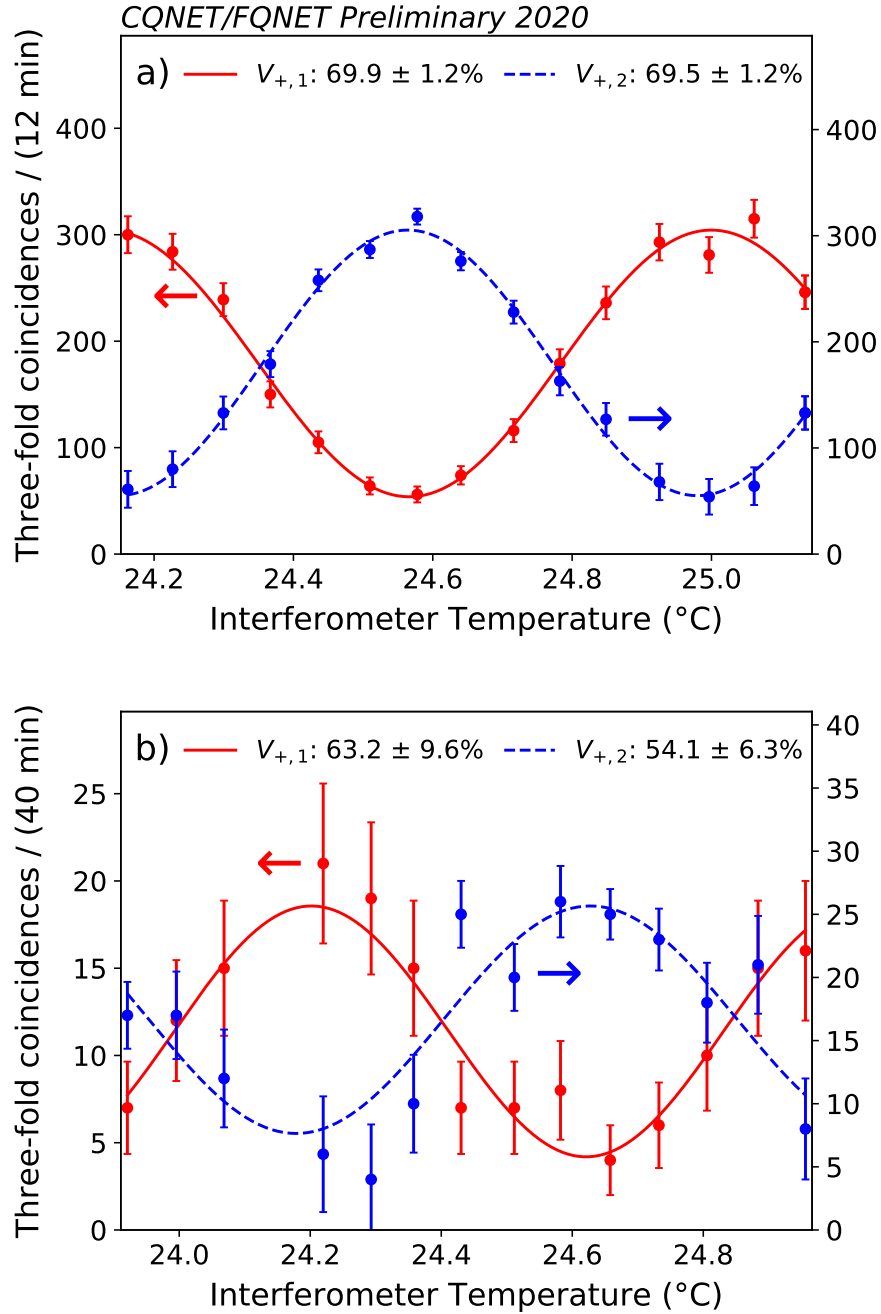 CQNET/FQNET Preliminary 2020
a) V+,1: 69.9 ± 1.2% V+,2: 69.5 ± 1.2%
Three-fold coincidences / (12 min)
400 400
300 300
200 200
100 100
0 0
24.2 24.4 24.6 24.8 25.0
Interferometer Temperature (°C)
b) V+,1: 63.2 ± 9.6% V+,2: 54.1 ± 6.3%
Three-fold coincidences / (40 min)
40
25 35
20 30
25
15 20
10 15
10
5 5
0 0
24.0 24.2 24.4 24.6 24.8
Interferometer Temperature (°C)